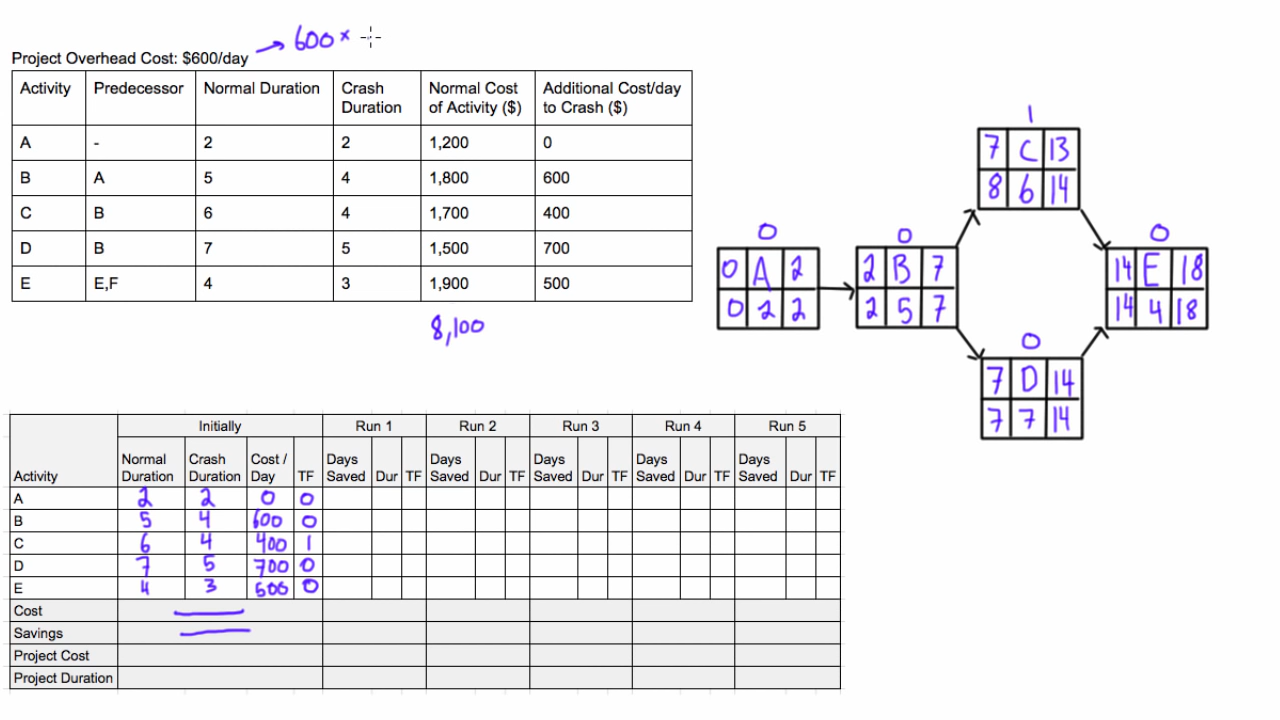 → 600 ×
Project Overhead Cost: $600/day
Activity Predecessor Normal Duration Crash Duration Normal Cost of Activity ($) Additional Cost/day to Crash ($)
A - 2 2 1,200 0
B A 5 4 1,800 600
C B 6 4 1,700 400
D B 7 5 1,500 700
E E,F 4 3 1,900 500
8,100
1
7 C 13
8 6 14
0
0 A 2
0 2 2
0
2 B 7
2 5 7
0
14 E 18
14 4 18
0
7 D 14
7 7 14
Initially Run 1 Run 2 Run 3 Run 4 Run 5
Activity Normal Duration Crash Duration Cost / Day TF Days Saved Dur TF Days Saved Dur TF Days Saved Dur TF Days Saved Dur TF Days Saved Dur TF
A 2 2 0 0
B 5 4 600 0
C 6 4 400 1
D 7 5 700 0
E 4 3 600 0
Cost
Savings
Project Cost
Project Duration